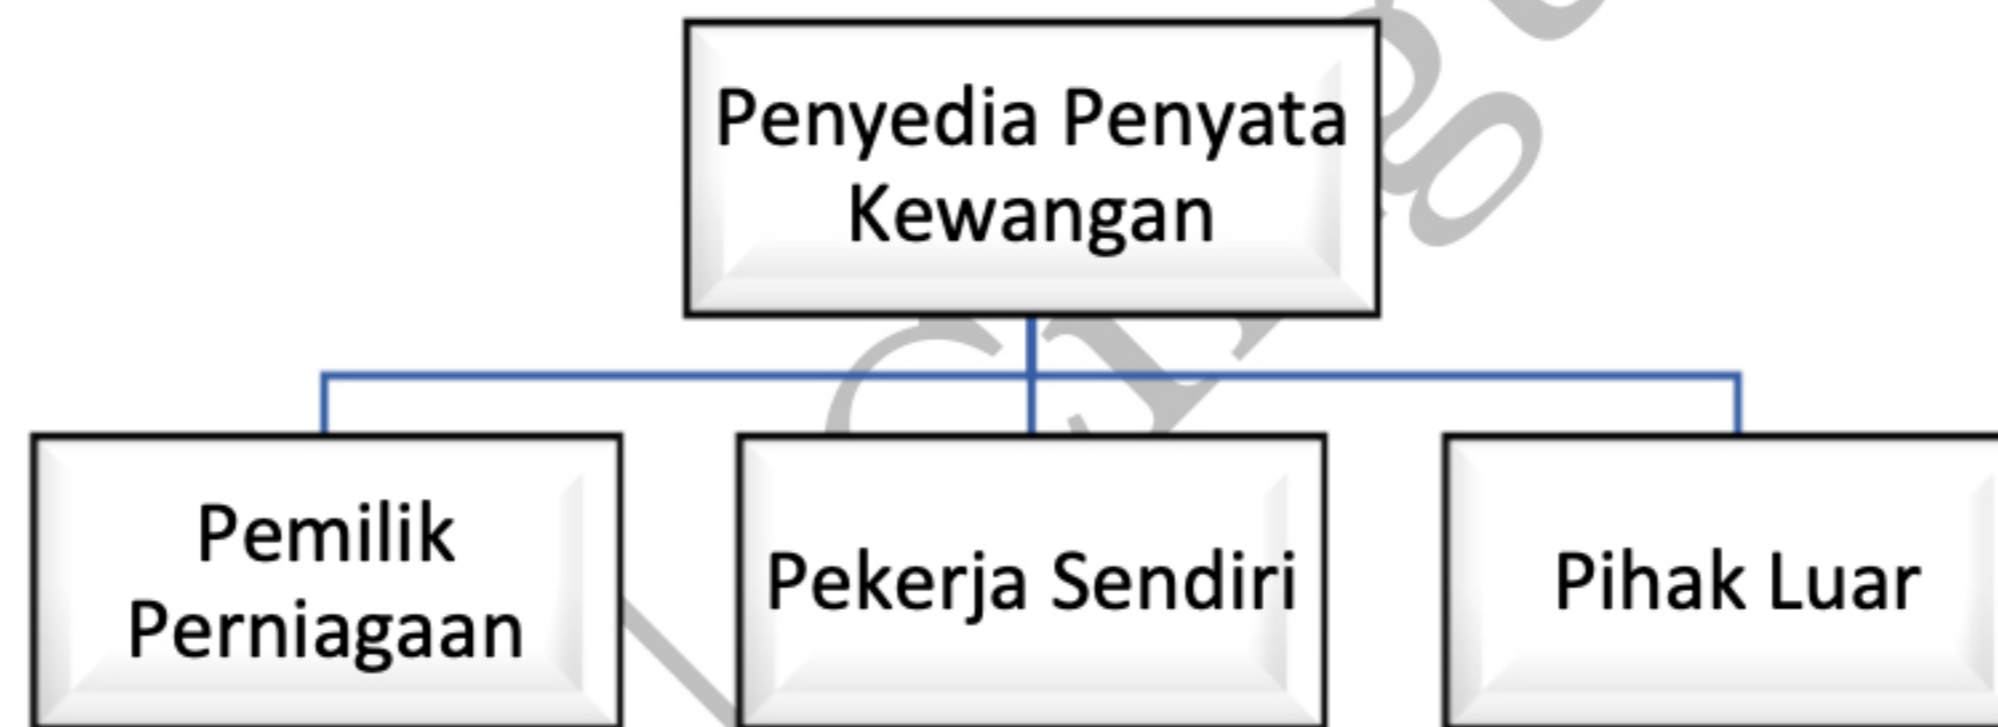 Penyedia Penyata
Kewangan
Pemilik
Perniagaan
Pekerja Sendiri
Pihak Luar